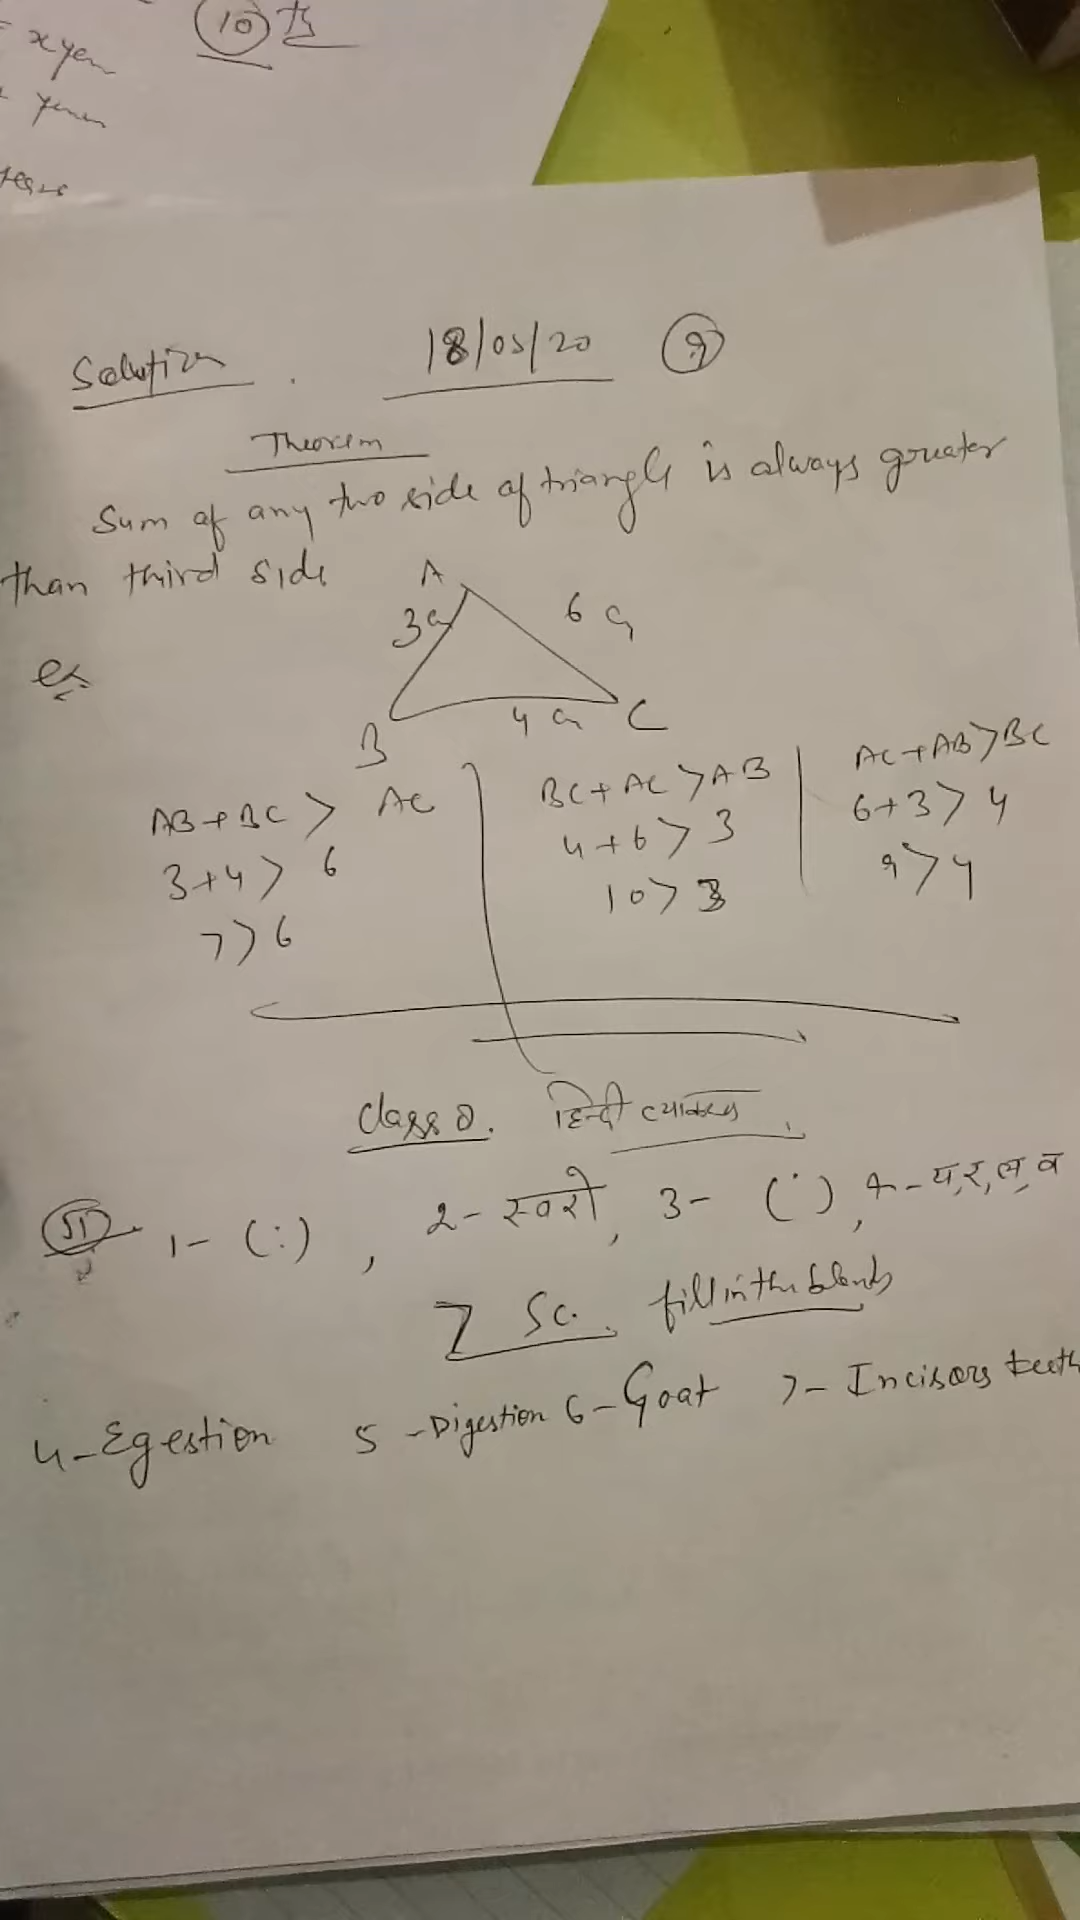 x
10
Solution. 18/05/20 9
Theorem
Sum of any two side of triangle is always greater
than third side
ex
A
3cm 6 cm
B 4 cm C
AB+BC > AC
3+4 > 6
7>6
BC+AC >AB
4+6 > 3
10> 3
AC+AB>BC
6+3> 4
9>4
Class 8. हिन्दी व्याकरण
1- (:) , 2- स्वरो, 3- (ं), 4- य,र,ल,व
7 Sc. fill in the blanks
4-Egestion 5 -Digestion 6-Goat 7- Incisors teeth